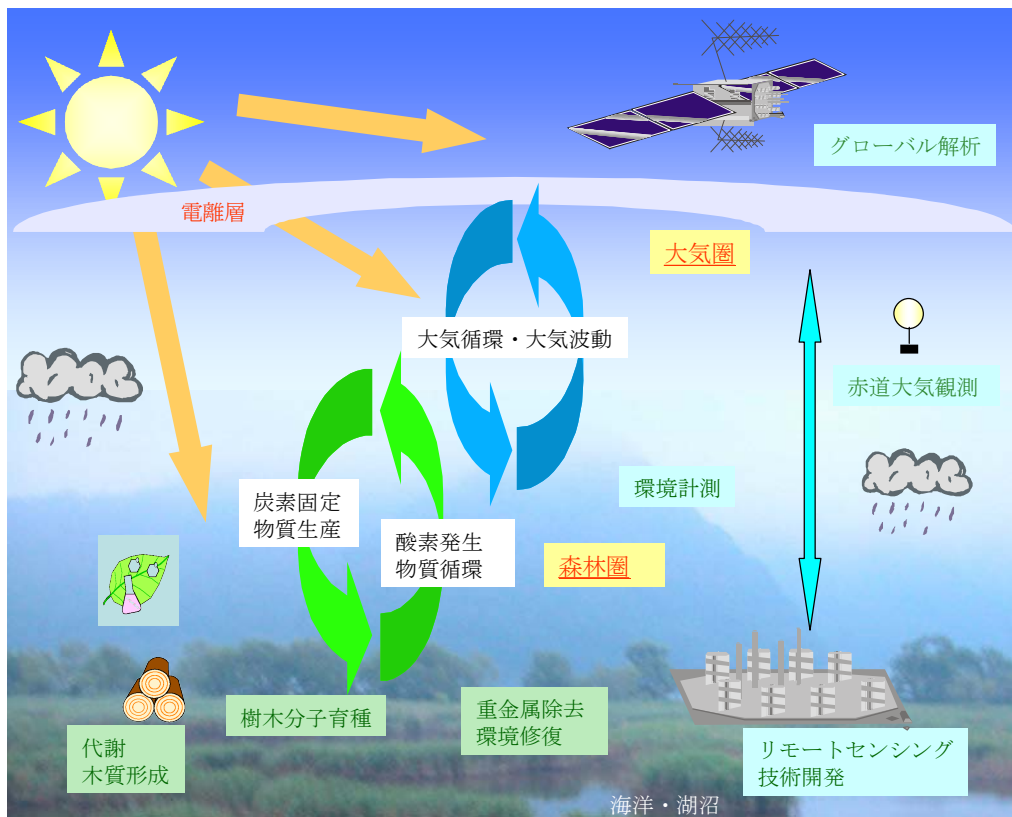 グローバル解析
電離層
大気圏
大気循環・大気波動
赤道大気観測
炭素固定
物質生産
環境計測
酸素発生
物質循環
森林圏
樹木分子育種
重金属除去
環境修復
代謝
木質形成
リモートセンシング
技術開発
海洋・湖沼